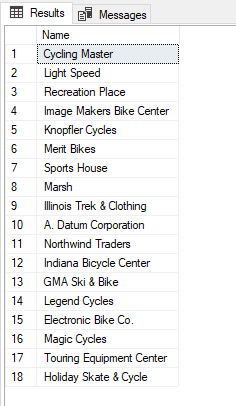 Results Messages
Name
1 Cycling Master
2 Light Speed
3 Recreation Place
4 Image Makers Bike Center
5 Knopfler Cycles
6 Merit Bikes
7 Sports House
8 Marsh
9 Illinois Trek & Clothing
10 A. Datum Corporation
11 Northwind Traders
12 Indiana Bicycle Center
13 GMA Ski & Bike
14 Legend Cycles
15 Electronic Bike Co.
16 Magic Cycles
17 Touring Equipment Center
18 Holiday Skate & Cycle